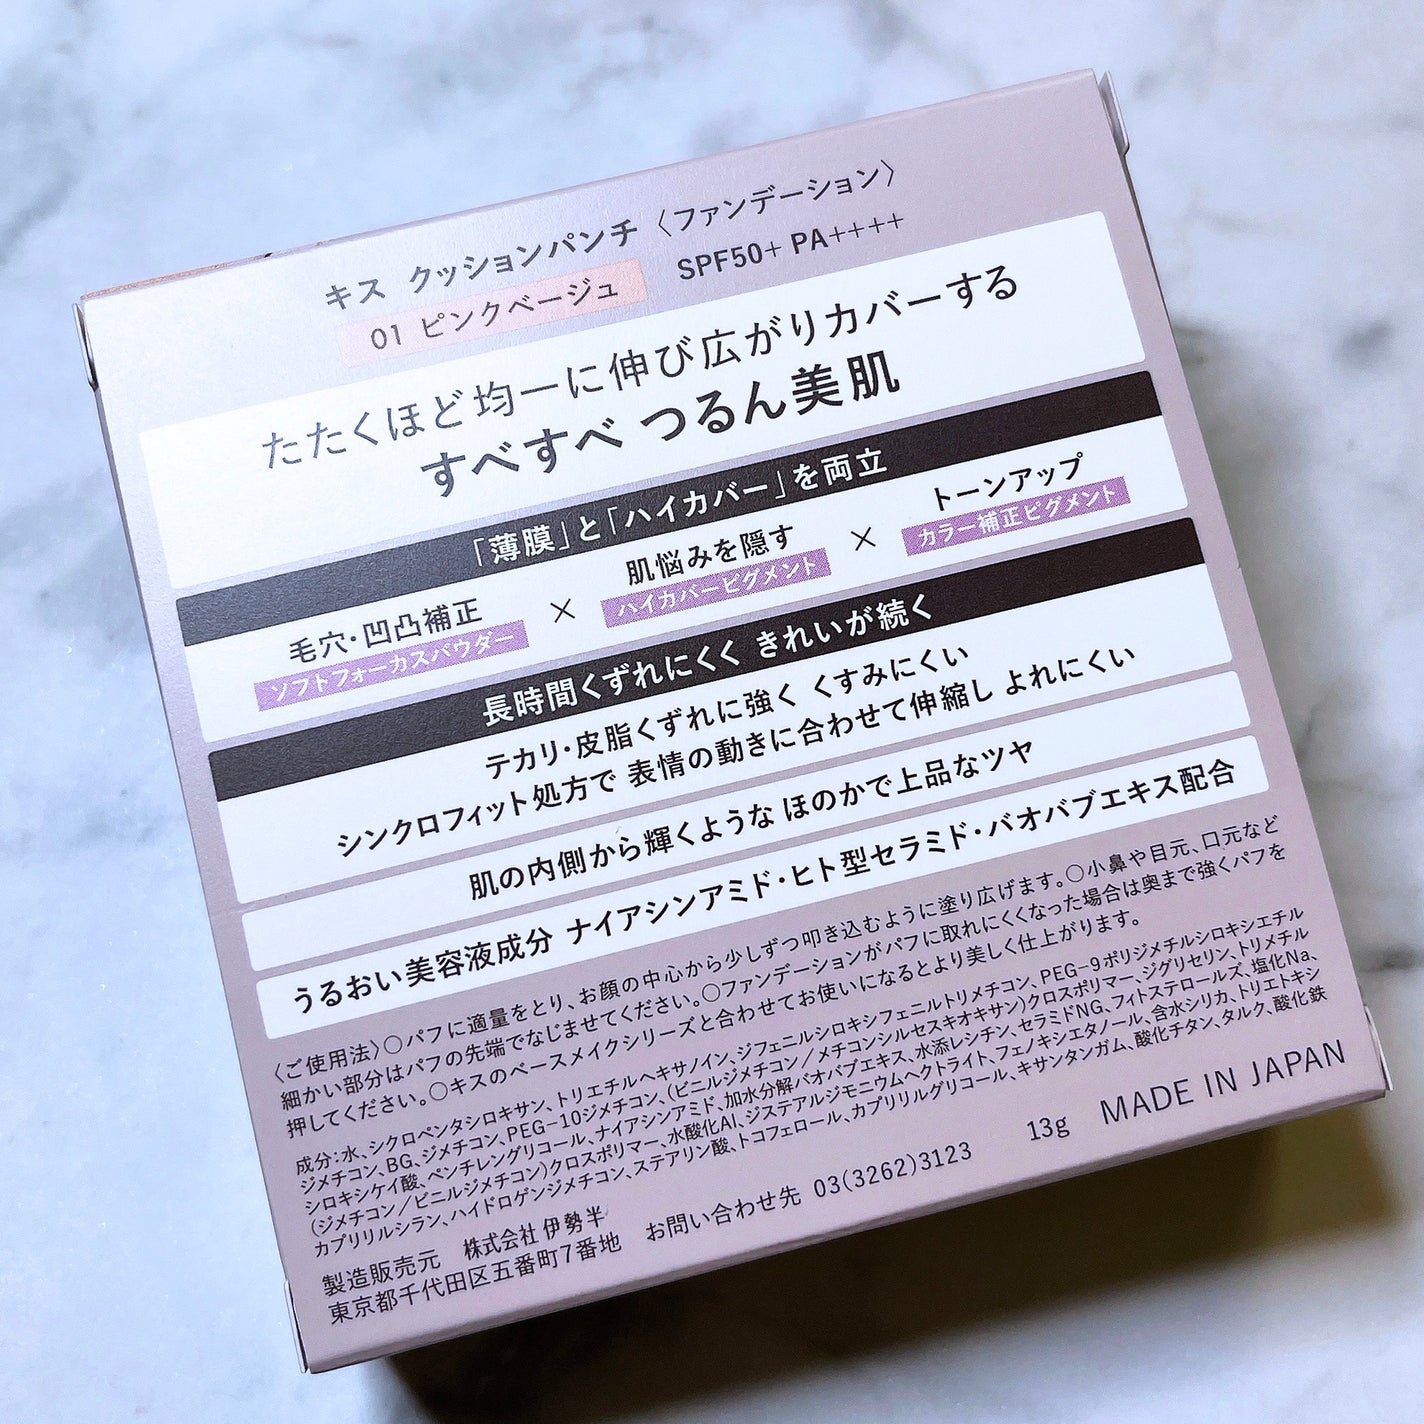 キス クッションパンチ〈ファンデーション〉
01 ピンクベージュ SPF50+ PA++++
たたくほど均一に伸び広がりカバーする
すべすべ つるん美肌
「薄膜」と「ハイカバー」を両立
毛穴・凹凸補正 × 肌悩みを隠す × トーンアップ
ソフトフォーカスパウダー ハイカバーピグメント カラー補正ピグメント
長時間くずれにくく きれいが続く
テカリ・皮脂くずれに強く くすみにくい
シンクロフィット処方で 表情の動きに合わせて伸縮し よれにくい
肌の内側から輝くような ほのかで上品なツヤ
うるおい美容液成分 ナイアシンアミド・ヒト型セラミド・バオバブエキス配合
〈ご使用法〉○パフに適量をとり、お顔の中心から少しずつ叩き込むように塗り広げます。○小鼻や目元、口元など
細かい部分はパフの先端でなじませてください。○ファンデーションがパフに取れにくくなった場合は奥まで強くパフを
押してください。○キスのベースメイクシリーズと合わせてお使いになるとより美しく仕上がります。
成分:水、シクロペンタシロキサン、トリエチルヘキサノイン、ジフェニルシロキシフェニルトリメチコン、PEG-9ポリジメチルシロキシエチル
ジメチコン、BG、ジメチコン、PEG-10ジメチコン、(ビニルジメチコン/メチコンシルセスキオキサン)クロスポリマー、ジグリセリン、トリメチル
シロキシケイ酸、ペンチレングリコール、ナイアシンアミド、加水分解バオバブエキス、水添レシチン、セラミドNG、フィトステロールズ、塩化Na、
(ジメチコン/ビニルジメチコン)クロスポリマー、水酸化Al、ジステアルジモニウムヘクトライト、フェノキシエタノール、含水シリカ、トリエトキシ
カプリリルシラン、ハイドロゲンジメチコン、ステアリン酸、トコフェロール、カプリリルグリコール、キサンタンガム、酸化チタン、タルク、酸化鉄
製造販売元 株式会社 伊勢半 13g MADE IN JAPAN
東京都千代田区五番町7番地 お問い合わせ先 03(3262)3123